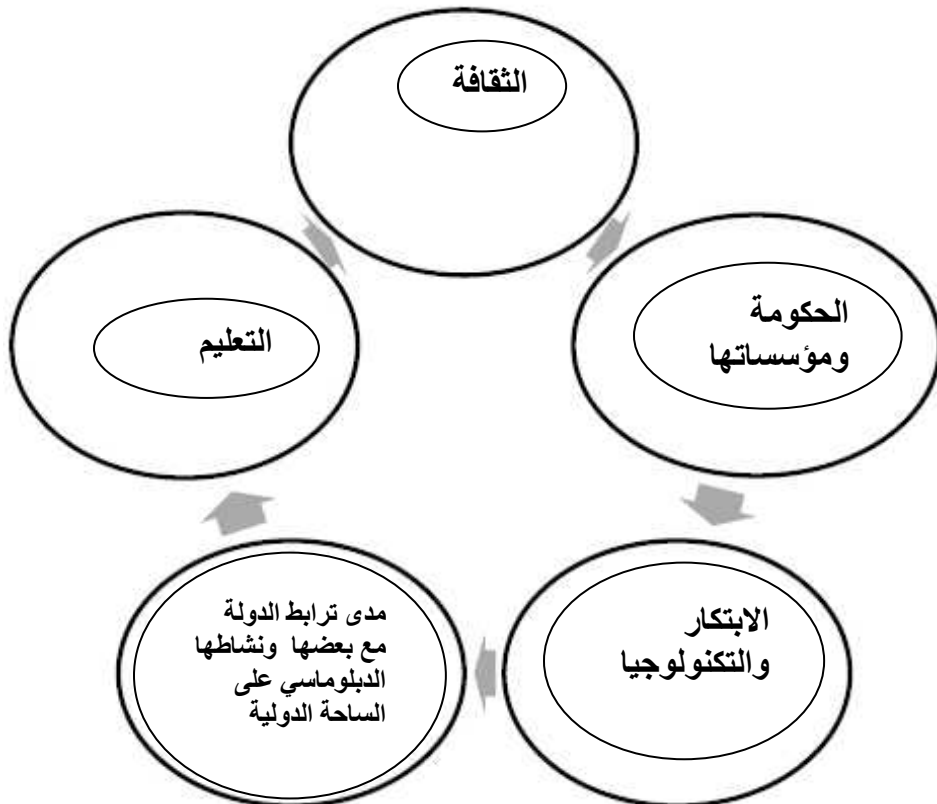 الثقافة
الحكومة
ومؤسساتها
الابتكار
والتكنولوجيا
مدى ترابط الدولة
مع بعضها ونشاطها
الدبلوماسي على
الساحة الدولية
التعليم